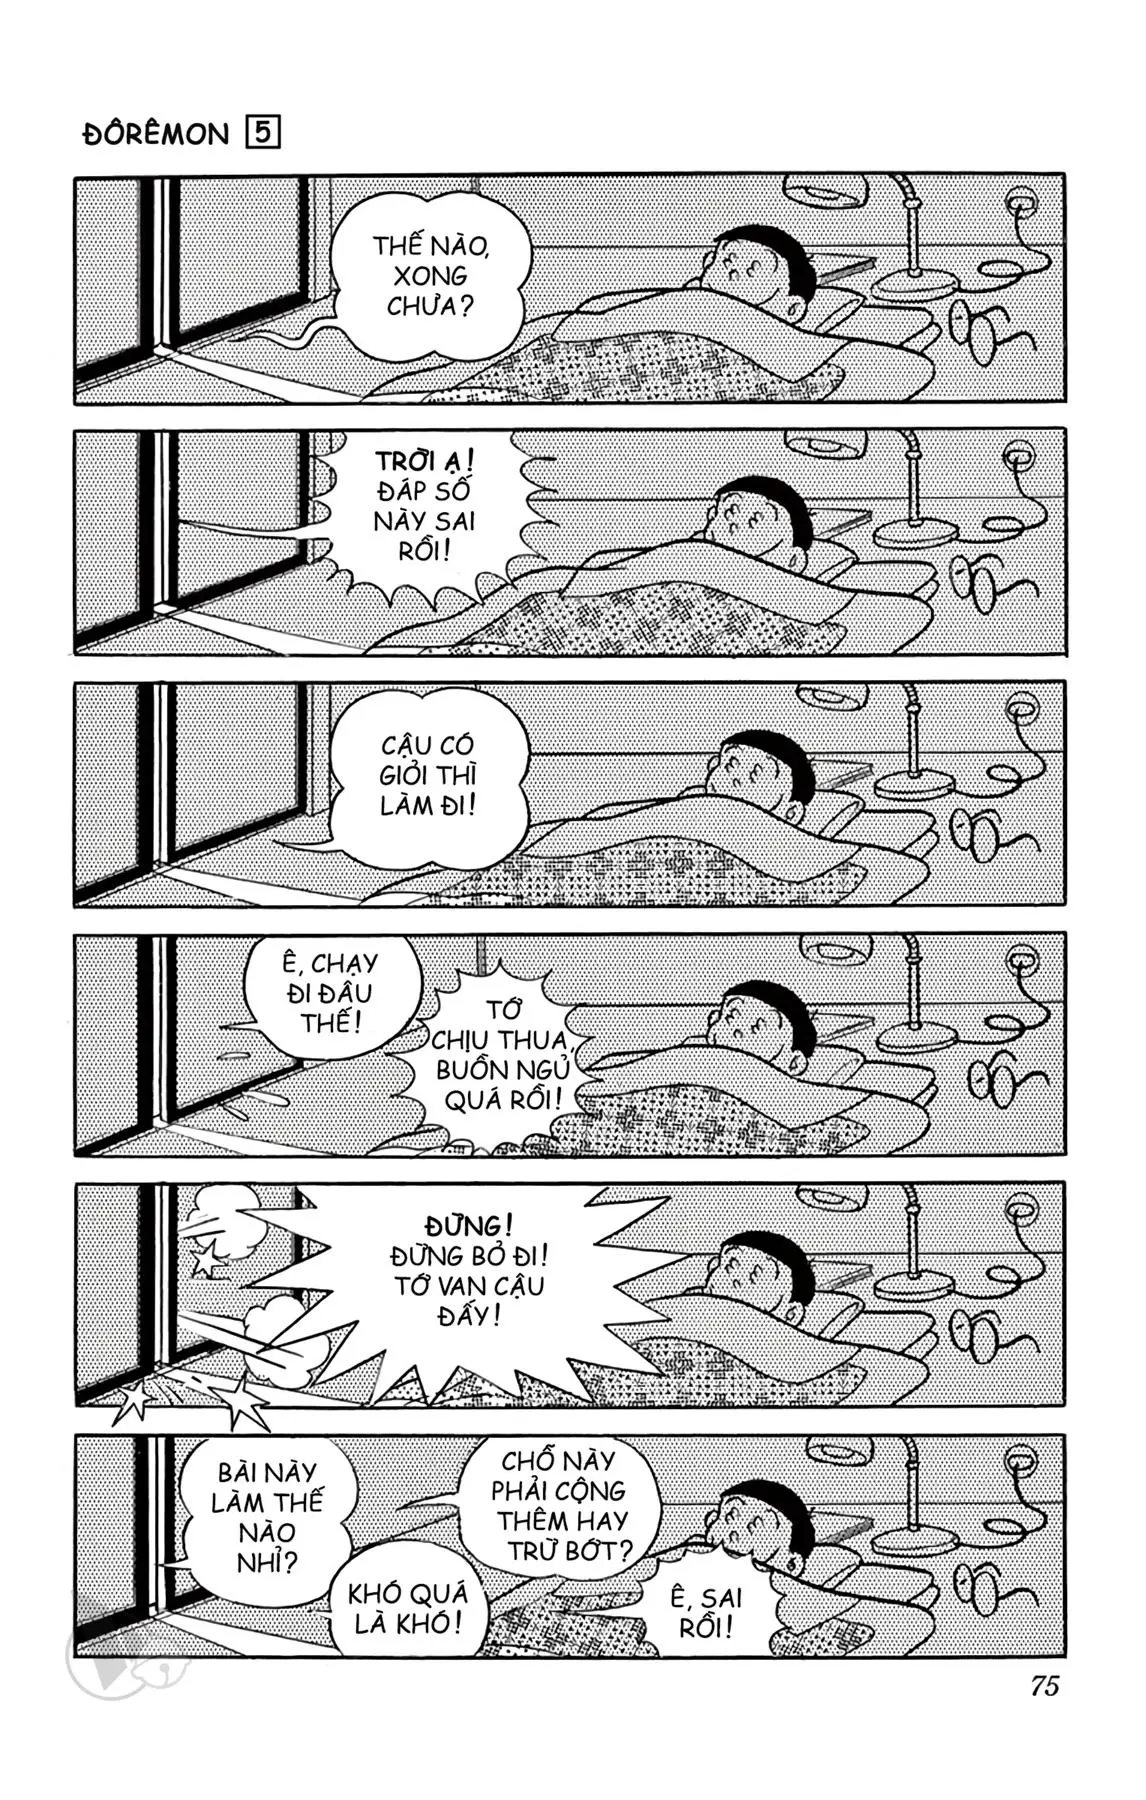 ĐÔRÊMON 5
THẾ NÀO,
XONG
CHƯA?
TRỜI Ạ!
ĐÁP SỐ
NÀY SAI
RỒI!
CẬU CÓ
GIỎI THÌ
LÀM ĐI!
Ê, CHẠY
ĐI ĐÂU
THẾ!
TỚ
CHỊU THUA,
BUỒN NGỦ
QUÁ RỒI!
ĐỪNG!
ĐỪNG BỎ ĐI!
TỚ VAN CẬU
ĐẤY!
BÀI NÀY
LÀM THẾ
NÀO
NHỈ?
KHÓ QUÁ
LÀ KHÓ!
CHỖ NÀY
PHẢI CỘNG
THÊM HAY
TRỪ BỚT?
Ê, SAI
RỒI!
75